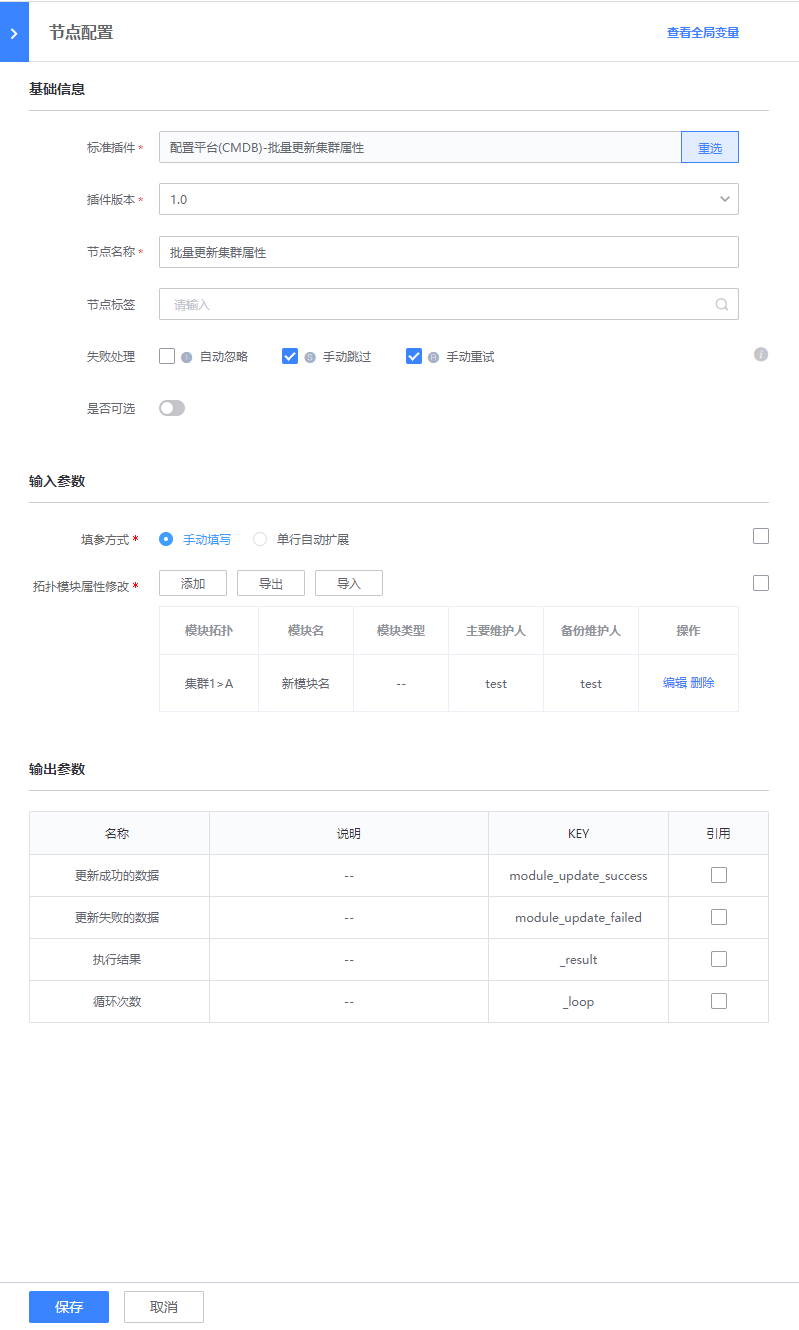 节点配置 查看全局变量
基础信息
标准插件 * 配置平台(CMDB)-批量更新集群属性 重选
插件版本 * 1.0
节点名称 * 批量更新集群属性
节点标签 请输入
失败处理 自动忽略 手动跳过 手动重试
是否可选
输入参数
填参方式 * 手动填写 单行自动扩展
拓扑模块属性修改 * 添加 导出 导入
模块拓扑 模块名 模块类型 主要维护人 备份维护人 操作
集群1>A 新模块名 -- test test 编辑 删除
输出参数
名称 说明 KEY 引用
更新成功的数据 -- module_update_success
更新失败的数据 -- module_update_failed
执行结果 -- _result
循环次数 -- _loop
保存 取消